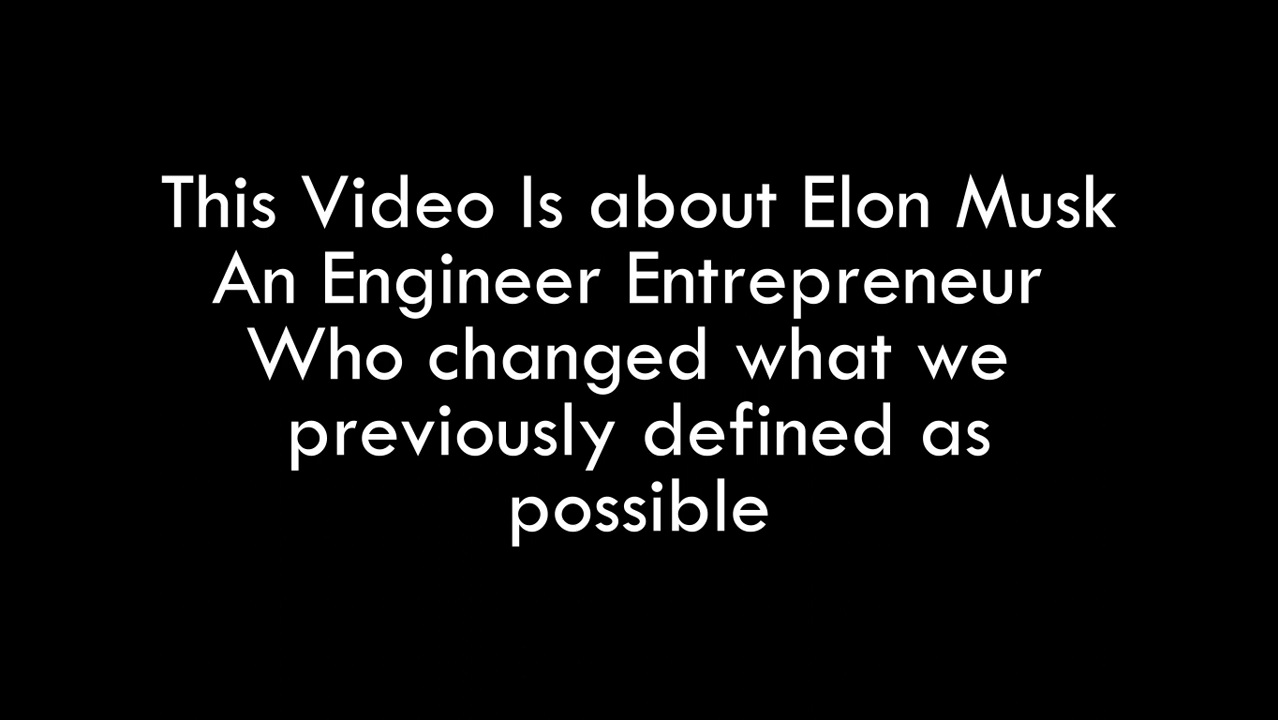 This Video Is about Elon Musk
An Engineer Entrepreneur
Who changed what we
previously defined as
possible